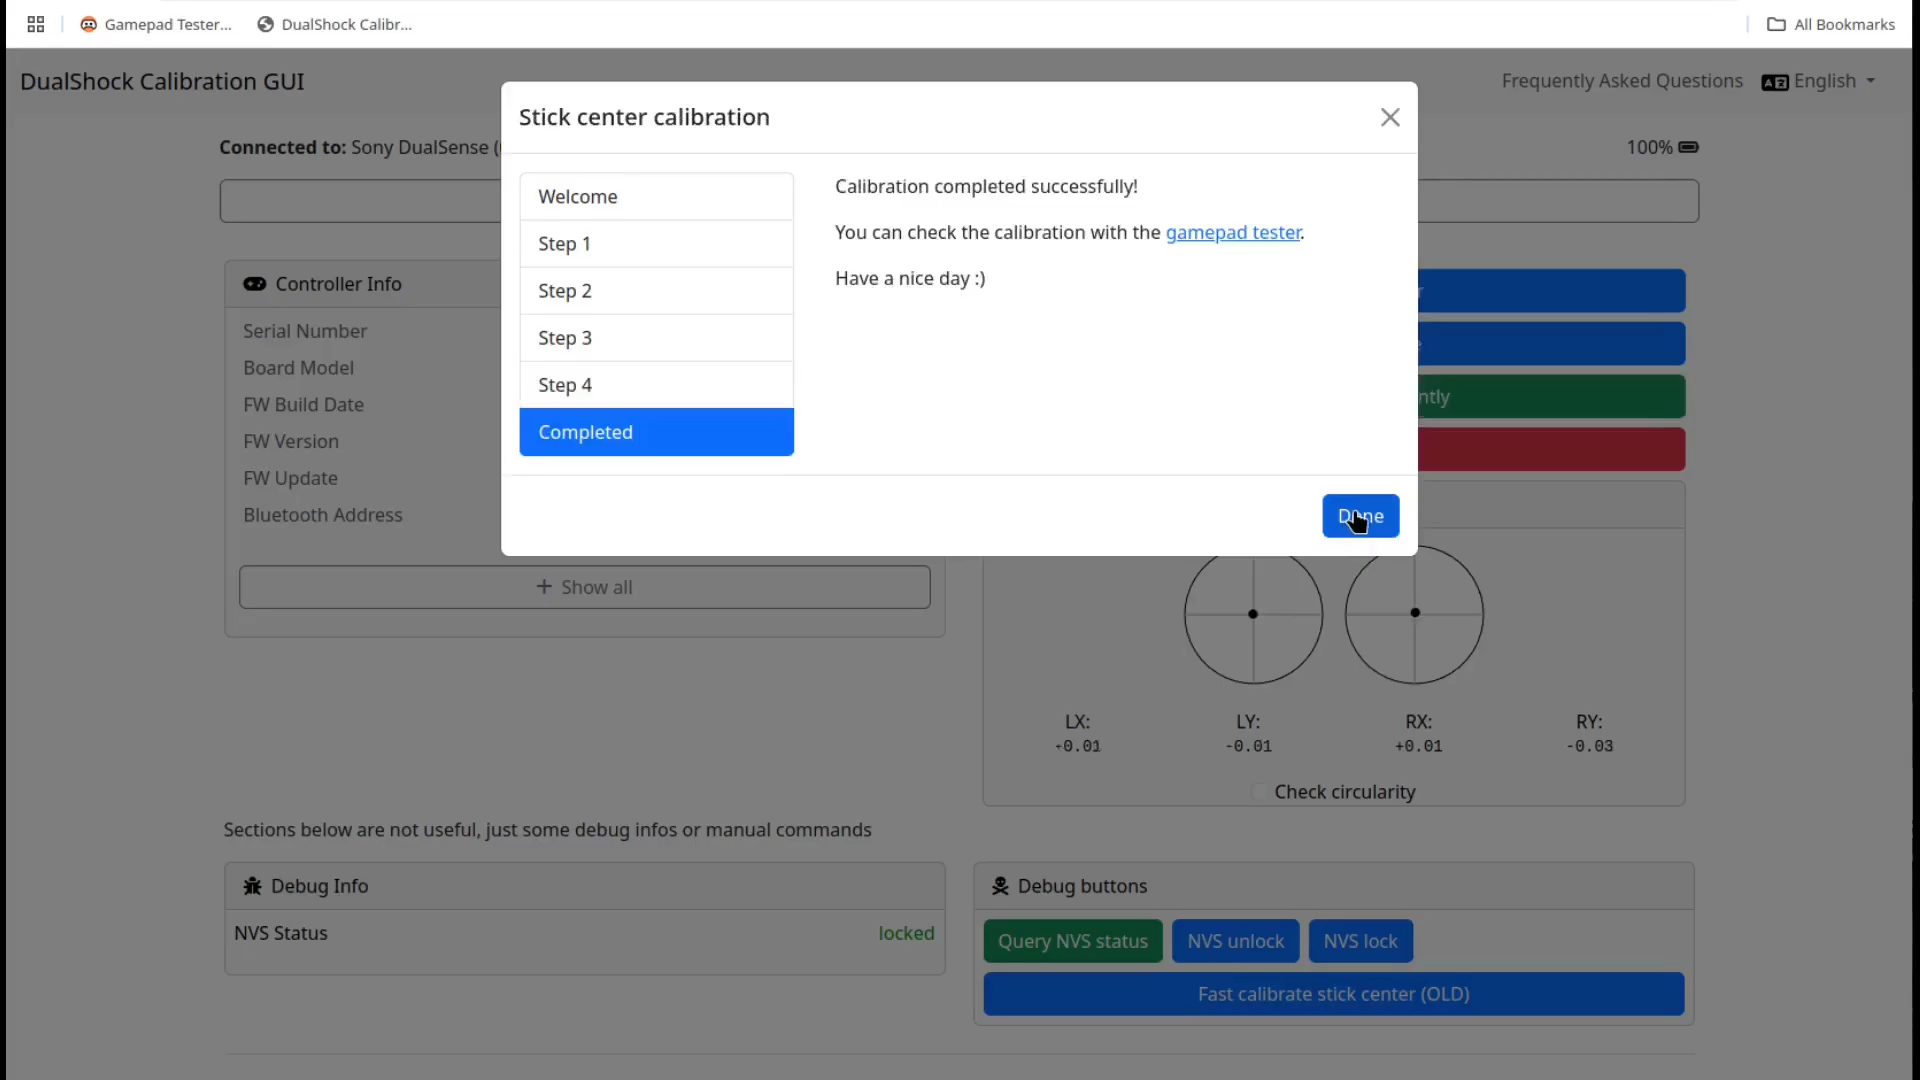 Gamepad Tester...
DualShock Calibr...
All Bookmarks
DualShock Calibration GUI
Frequently Asked Questions
English
Connected to: Sony DualSense (
100%
Stick center calibration
Welcome
Step 1
Step 2
Step 3
Step 4
Completed
Calibration completed successfully!
You can check the calibration with the gamepad tester.
Have a nice day :)
Done
Controller Info
Serial Number
Board Model
FW Build Date
FW Version
FW Update
Bluetooth Address
Show all
ntly
LX: LY: RX: RY:
+0.01 -0.01 +0.01 -0.03
Check circularity
Sections below are not useful, just some debug infos or manual commands
Debug Info
NVS Status locked
Debug buttons
Query NVS status NVS unlock NVS lock
Fast calibrate stick center (OLD)